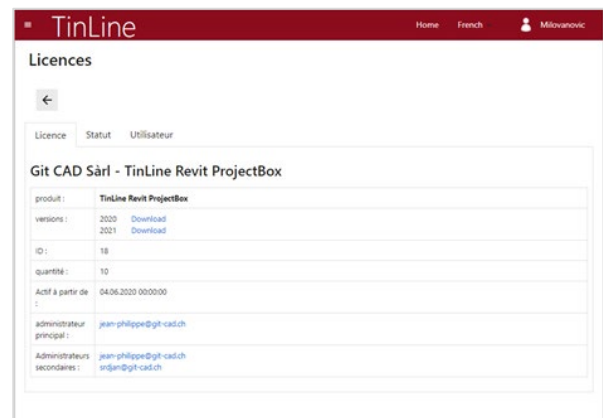 TinLine Home French Milovanovic
Licences
Licence Statut Utilisateur
Git CAD Sàrl - TinLine Revit ProjectBox
produit : TinLine Revit ProjectBox
versions : 2020 Download
2021 Download
ID : 18
quantité : 10
Actif à partir de 04.06.2020 00:00:00
:
administrateur jean-philippe@git-cad.ch
principal :
Administrateurs jean-philippe@git-cad.ch
secondaires : srdjan@git-cad.ch